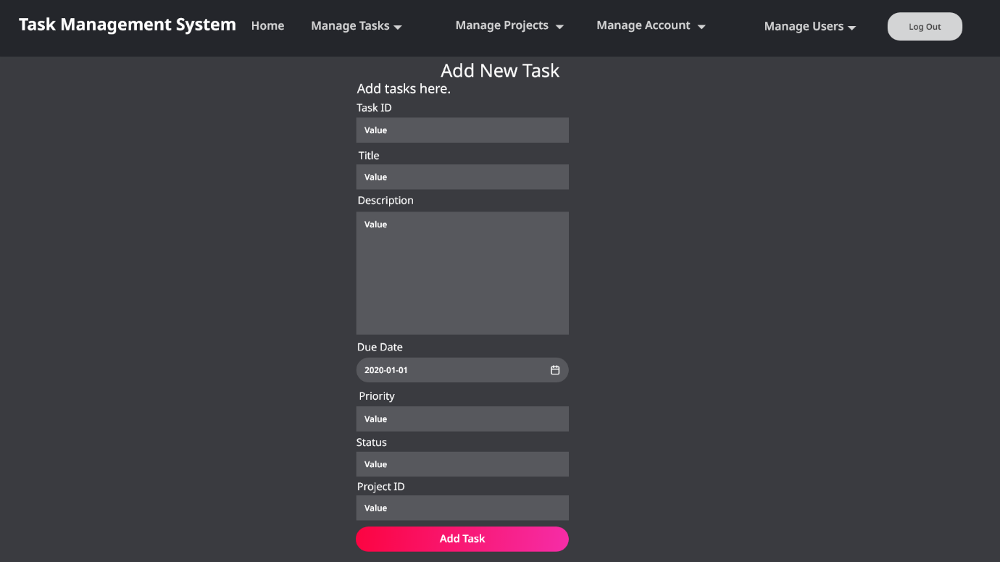 Task Management System Home Manage Tasks Manage Projects Manage Account Manage Users Log Out
Add New Task
Add tasks here.
Task ID
Value
Title
Value
Description
Value
Due Date
2020-01-01
Priority
Value
Status
Value
Project ID
Value
Add Task